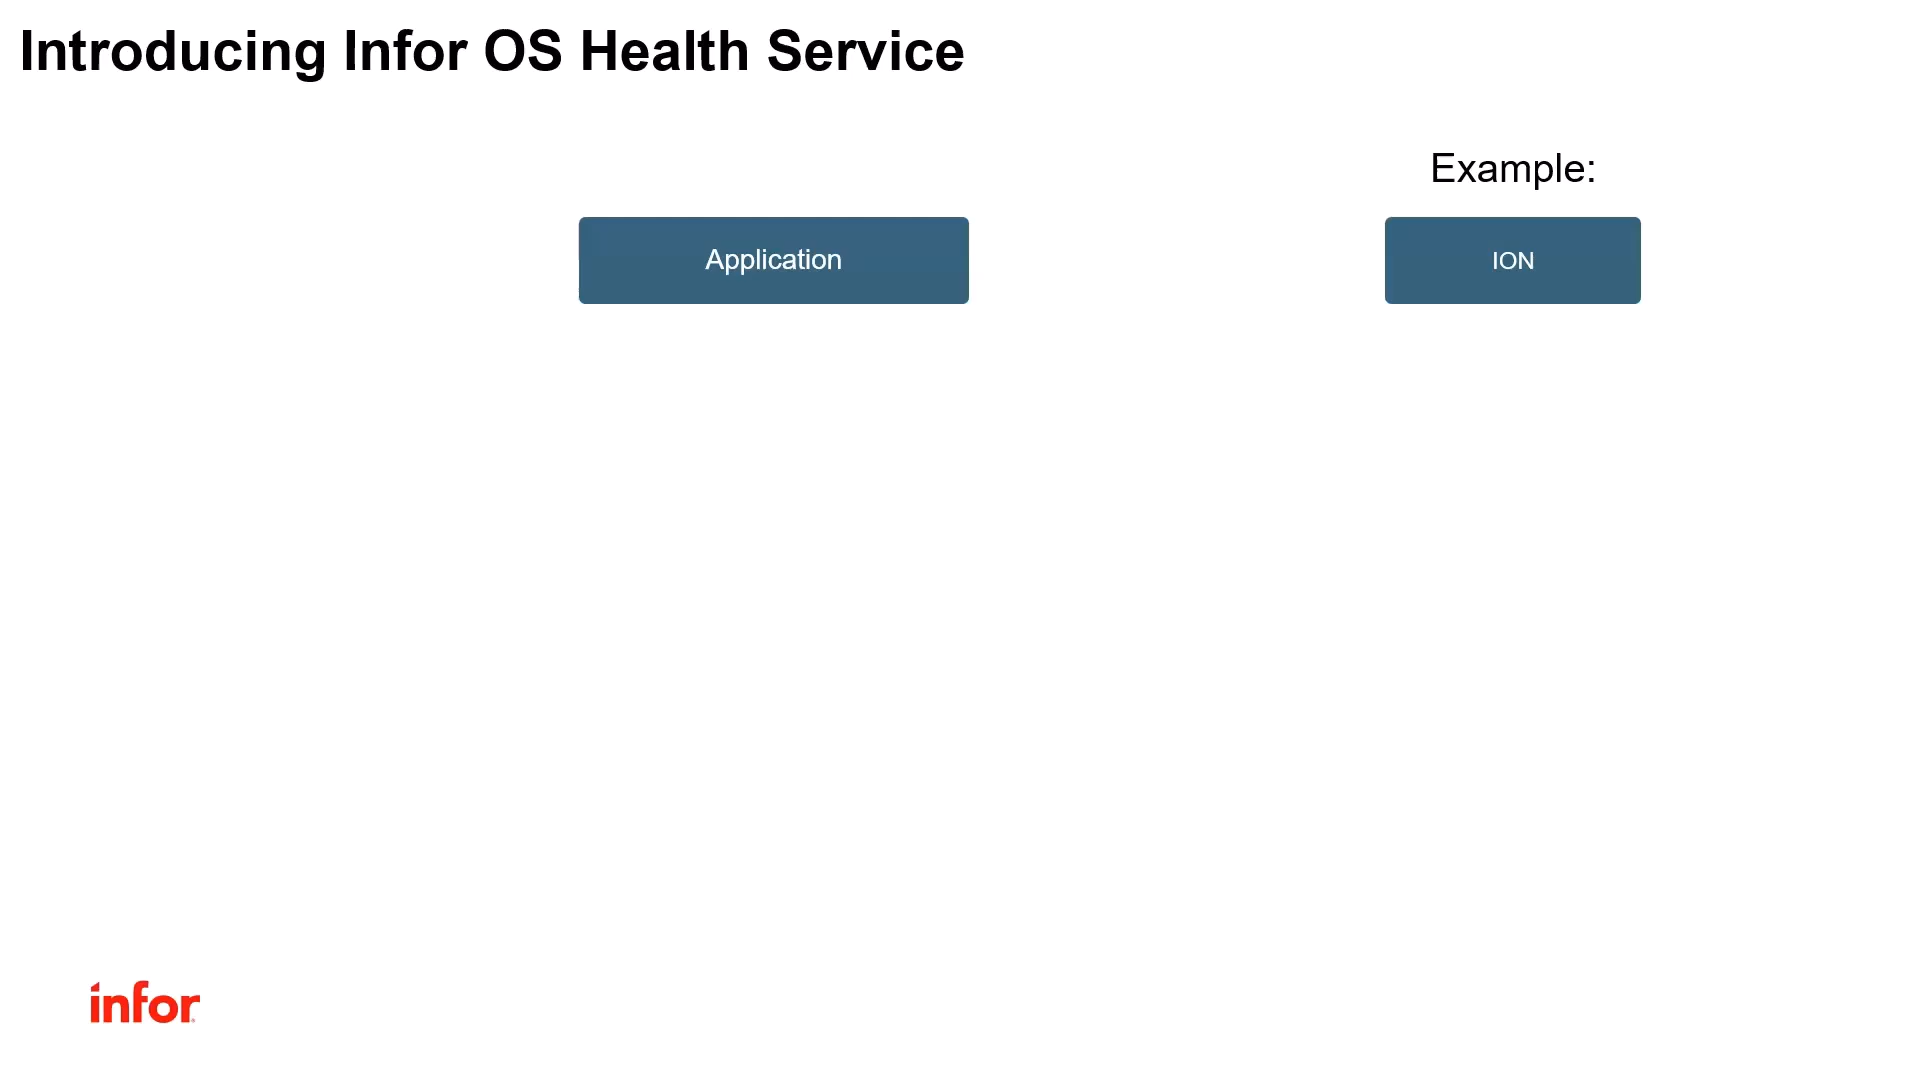 Introducing Infor OS Health Service
Example:
Application
ION
infor